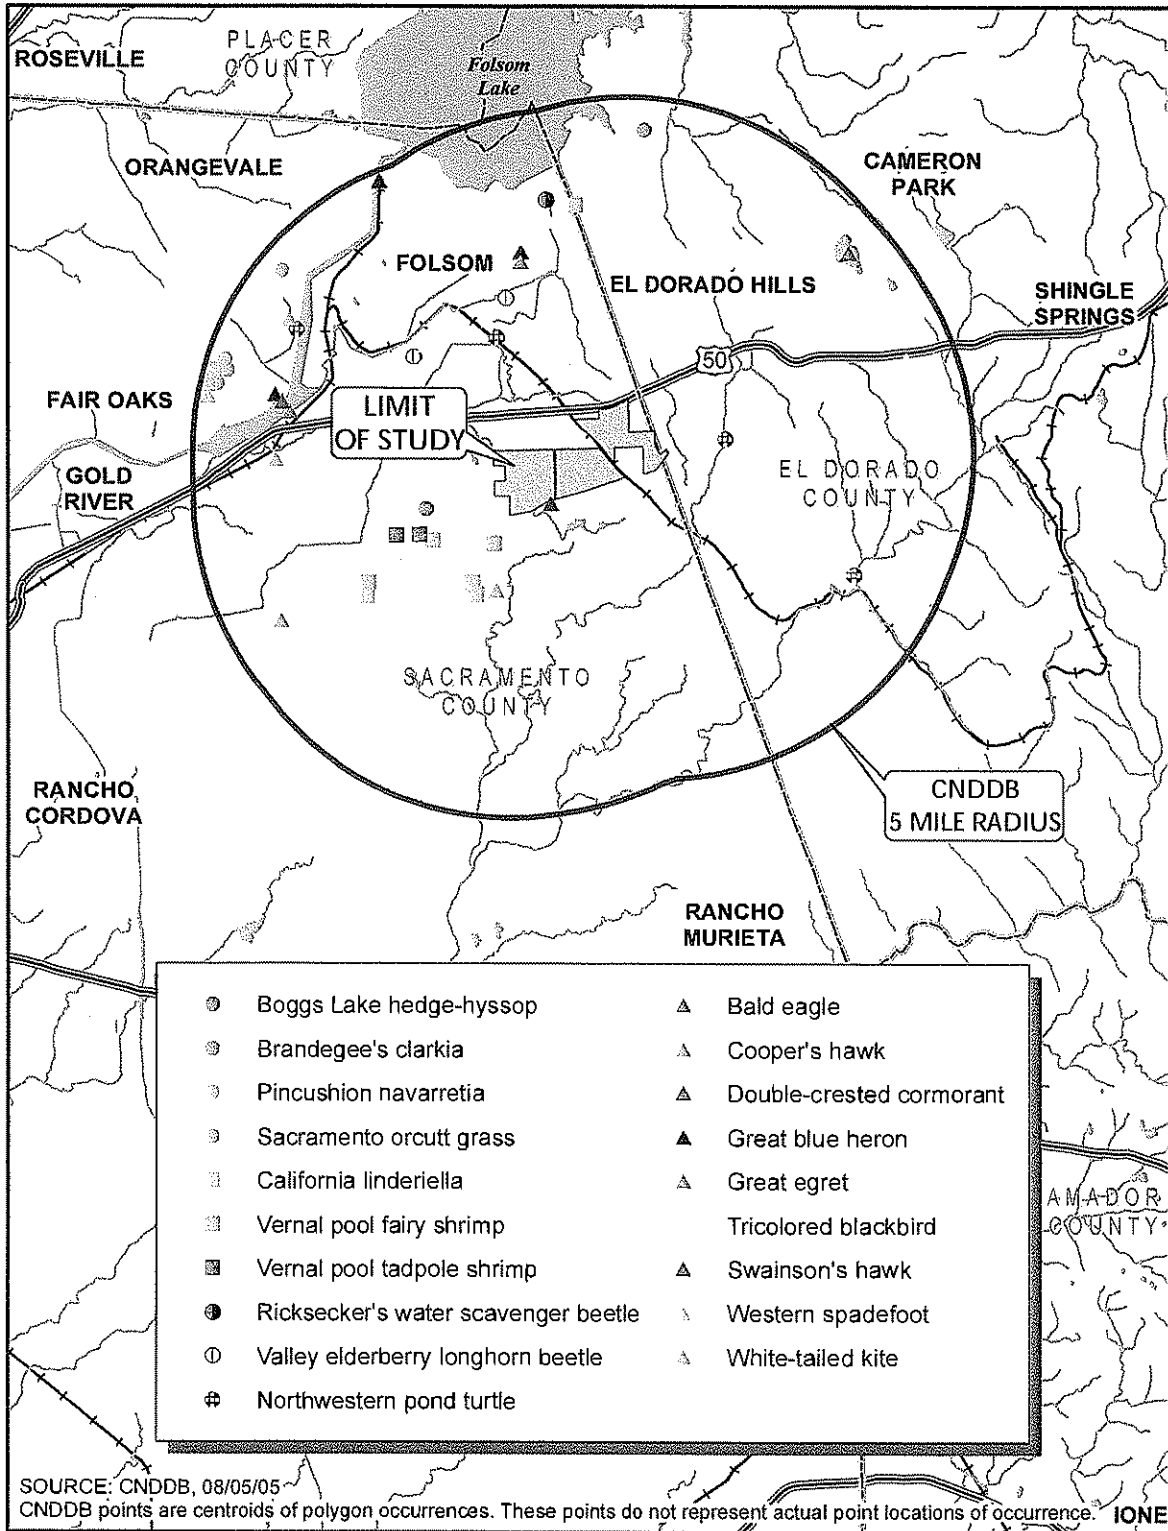 PLACER
COUNTY
ROSEVILLE
Folsom
Lake
ORANGEVALE
CAMERON
PARK
FOLSOM
EL DORADO HILLS
SHINGLE
SPRINGS
50
FAIR OAKS
LIMIT
OF STUDY
GOLD
RIVER
EL DORADO
COUNTY
SACRAMENTO
COUNTY
RANCHO
CORDOVA
CNDDB
5 MILE RADIUS
RANCHO
MURIETA
Boggs Lake hedge-hyssop
Brandegee's clarkia
Pincushion navarretia
Sacramento orcutt grass
California linderiella
Vernal pool fairy shrimp
Vernal pool tadpole shrimp
Ricksecker's water scavenger beetle
Valley elderberry longhorn beetle
Northwestern pond turtle
Bald eagle
Cooper's hawk
Double-crested cormorant
Great blue heron
Great egret
Tricolored blackbird
Swainson's hawk
Western spadefoot
White-tailed kite
AMADOR
COUNTY
SOURCE: CNDDB, 08/05/05
CNDDB points are centroids of polygon occurrences. These points do not represent actual point locations of occurrence.
IONE